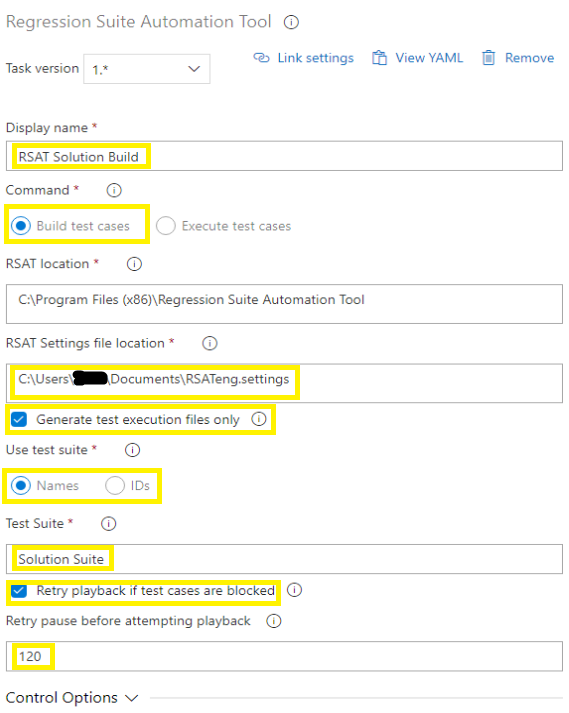 Regression Suite Automation Tool
Task version 1.* Link settings View YAML Remove
Display name *
RSAT Solution Build
Command *
Build test cases Execute test cases
RSAT location *
C:\Program Files (x86)\Regression Suite Automation Tool
RSAT Settings file location *
C:\Users\ \Documents\RSATeng.settings
Generate test execution files only
Use test suite *
Names IDs
Test Suite *
Solution Suite
Retry playback if test cases are blocked
Retry pause before attempting playback
120
Control Options